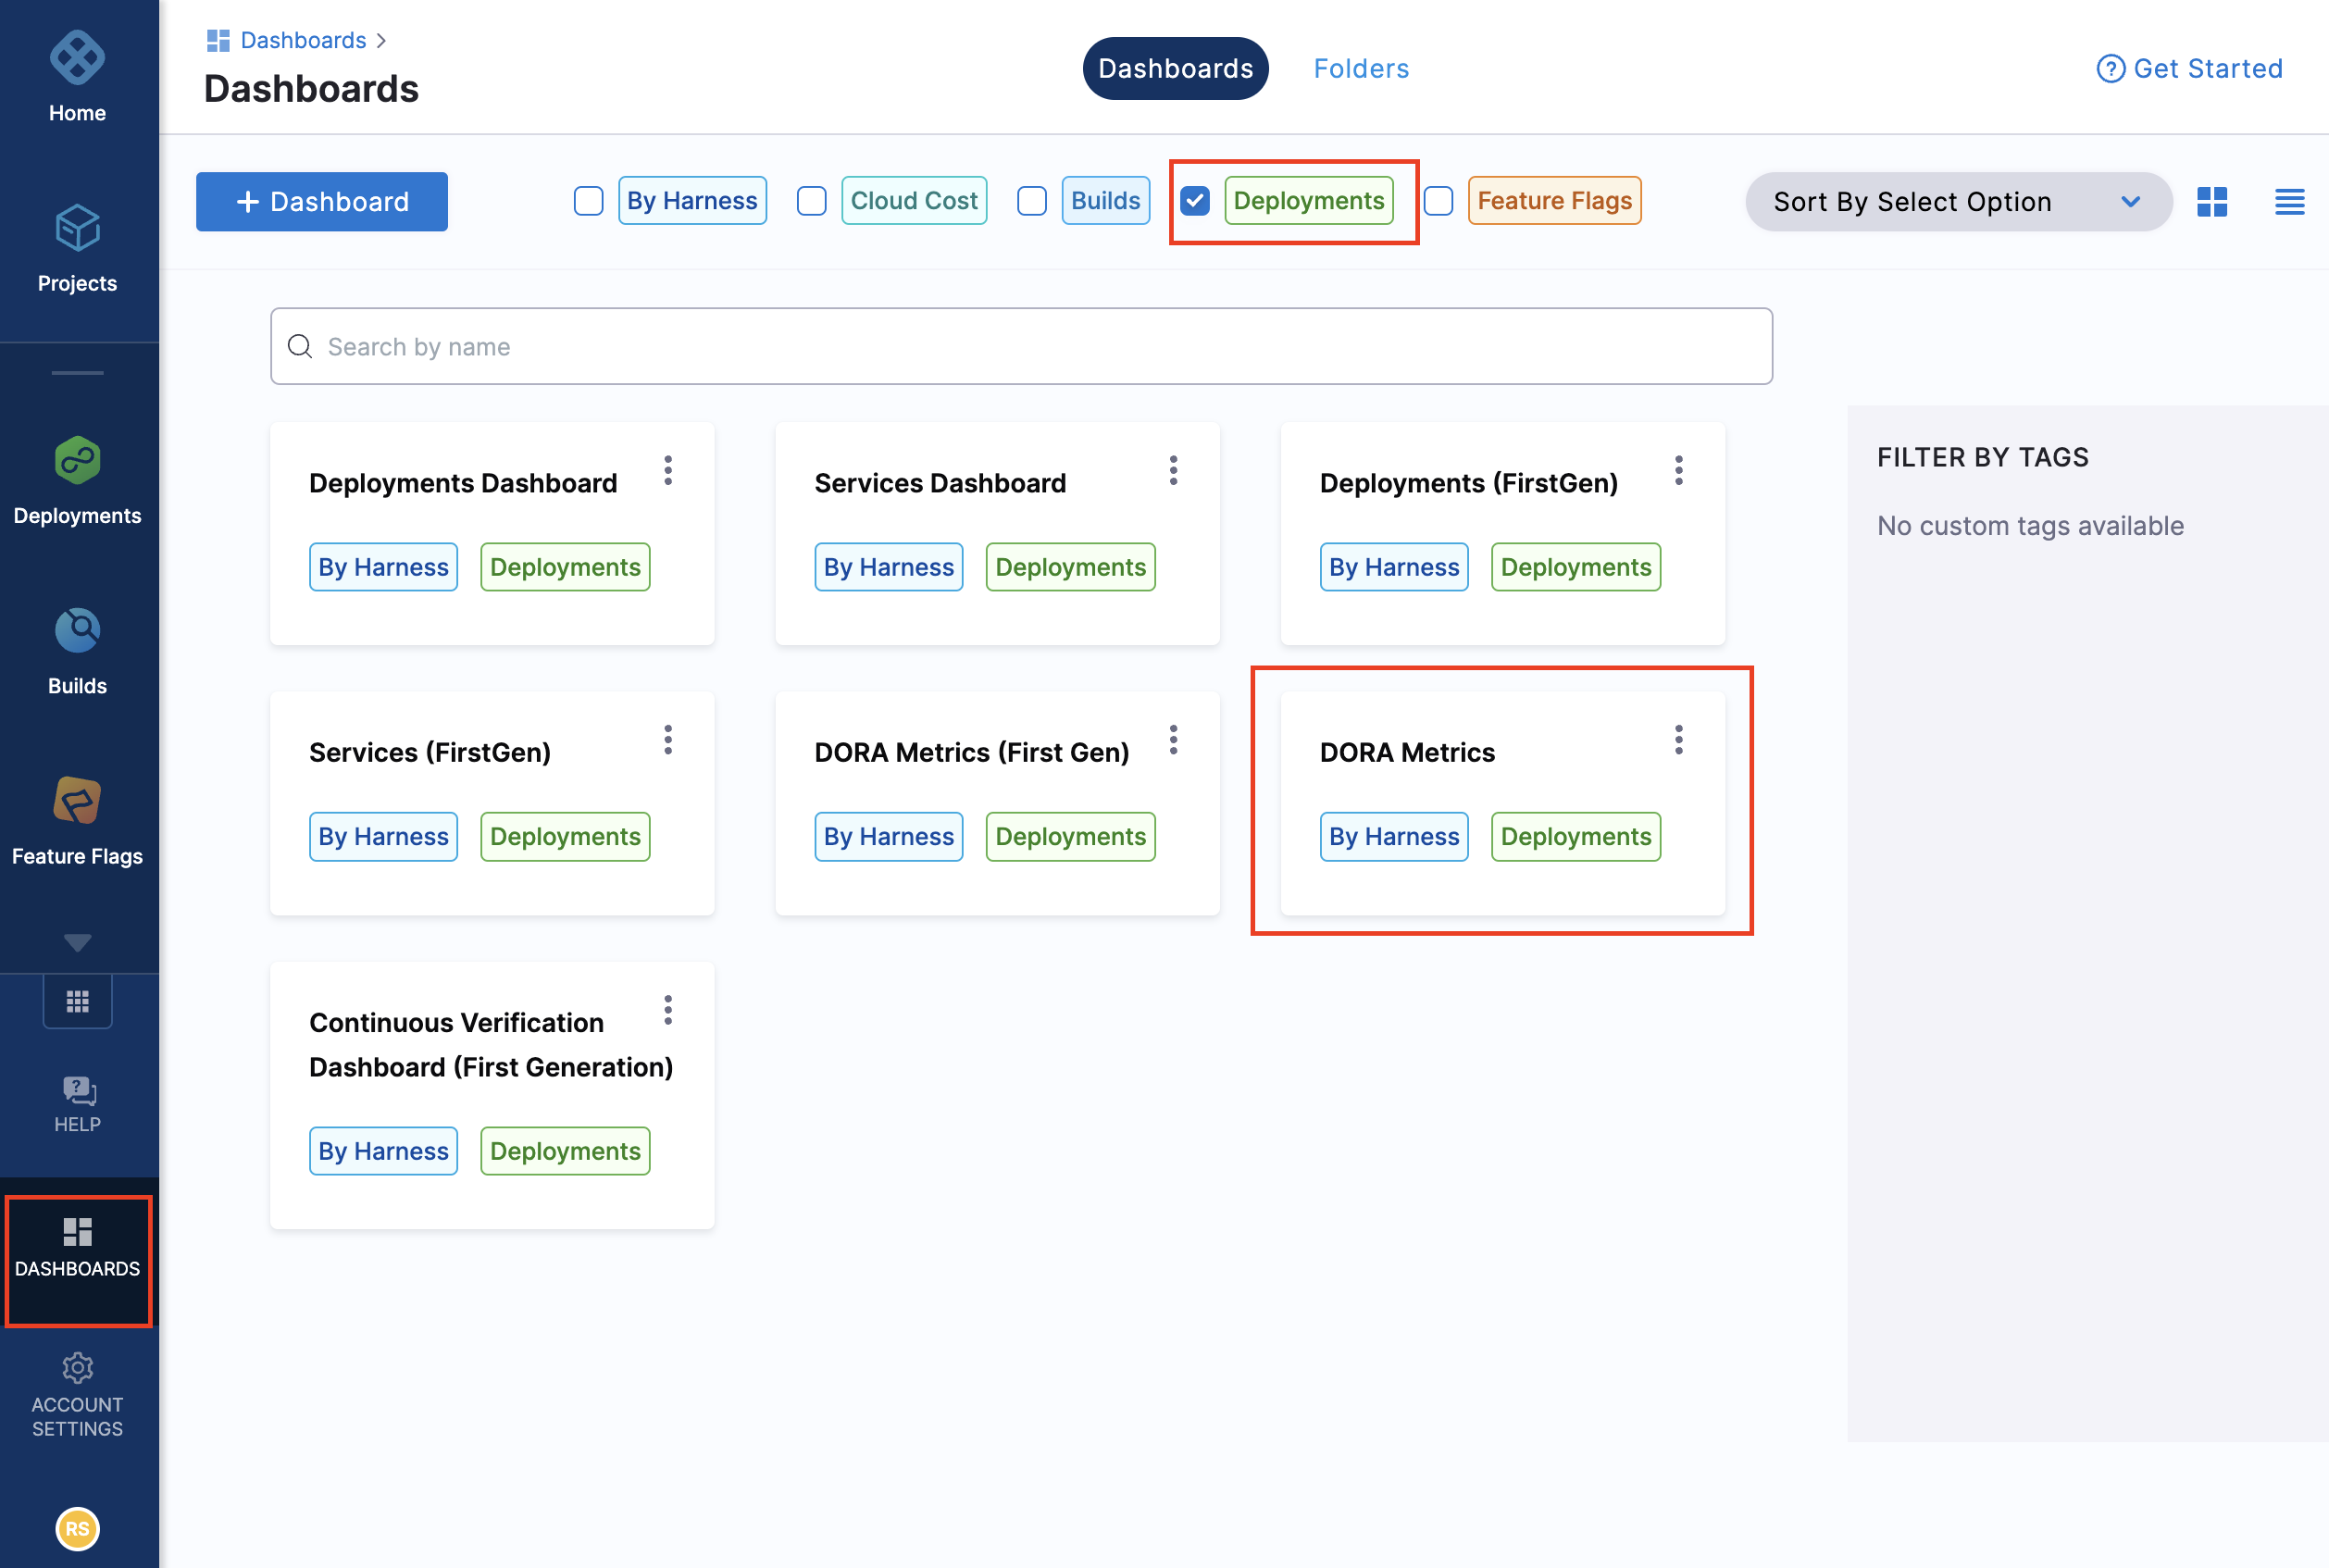 Home
Projects
Deployments
Builds
Feature Flags
HELP
DASHBOARDS
ACCOUNT
SETTINGS
RS
Dashboards
Dashboards
Dashboards
Folders
? Get Started
+ Dashboard
By Harness
Cloud Cost
Builds
Deployments
Feature Flags
Sort By Select Option
Search by name
Deployments Dashboard
By Harness Deployments
Services Dashboard
By Harness Deployments
Deployments (FirstGen)
By Harness Deployments
Services (FirstGen)
By Harness Deployments
DORA Metrics (First Gen)
By Harness Deployments
DORA Metrics
By Harness Deployments
Continuous Verification
Dashboard (First Generation)
By Harness Deployments
FILTER BY TAGS
No custom tags available